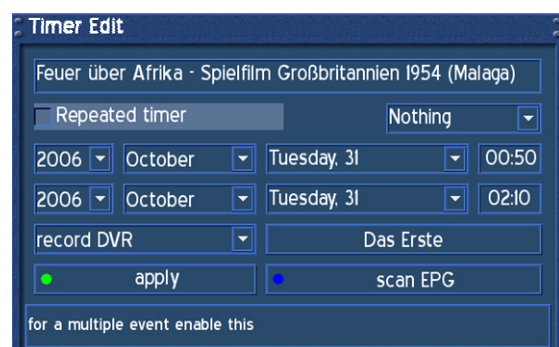 Timer Edit
Feuer über Afrika - Spielfilm Großbritannien 1954 (Malaga)
Repeated timer Nothing
2006 October Tuesday, 31 00:50
2006 October Tuesday, 31 02:10
record DVR Das Erste
apply scan EPG
for a multiple event enable this